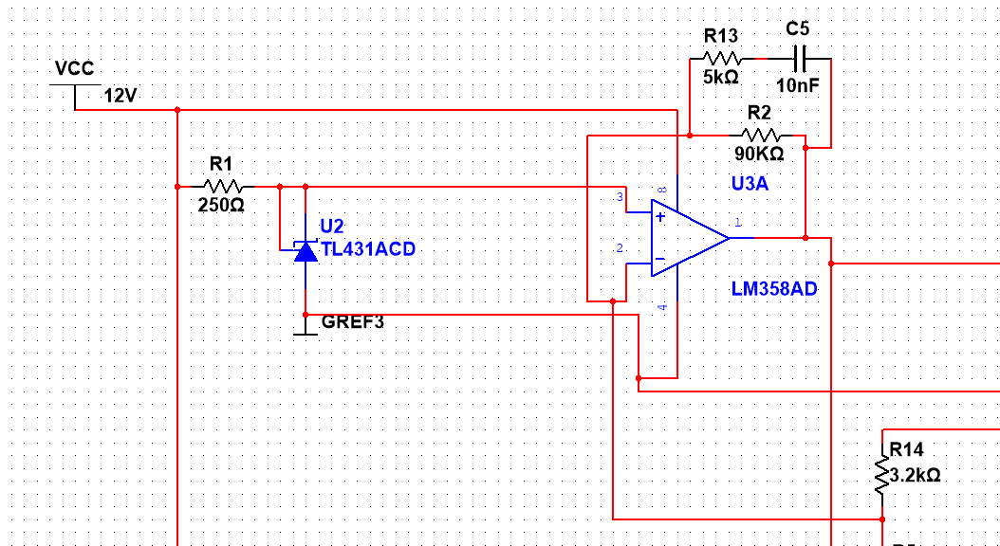 C5
R13
VCC
5kΩ
10nF
12V
R2
90KΩ
R1
U3A
8
3
250Ω
U2
1
TL431ACD
2
LM358AD
4
GREF3
R14
3.2kΩ